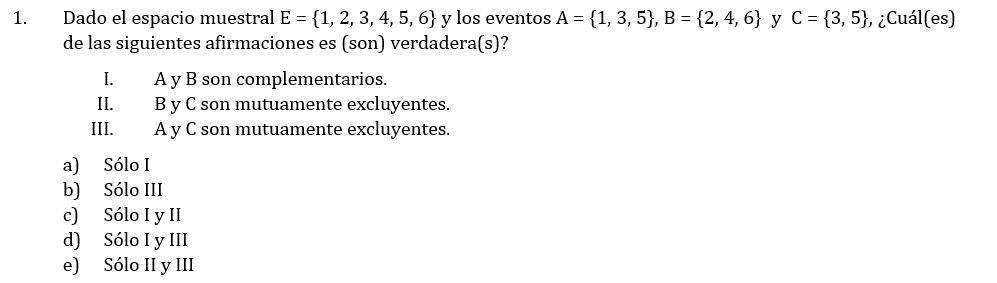 1. Dado el espacio muestral E = {1, 2, 3, 4, 5, 6} y los eventos A = {1, 3, 5}, B = {2, 4, 6} y C = {3, 5}, ¿Cuál(es)
de las siguientes afirmaciones es (son) verdadera(s)?
I. A y B son complementarios.
II. B y C son mutuamente excluyentes.
III. A y C son mutuamente excluyentes.
a) Sólo I
b) Sólo III
c) Sólo I y II
d) Sólo I y III
e) Sólo II y III